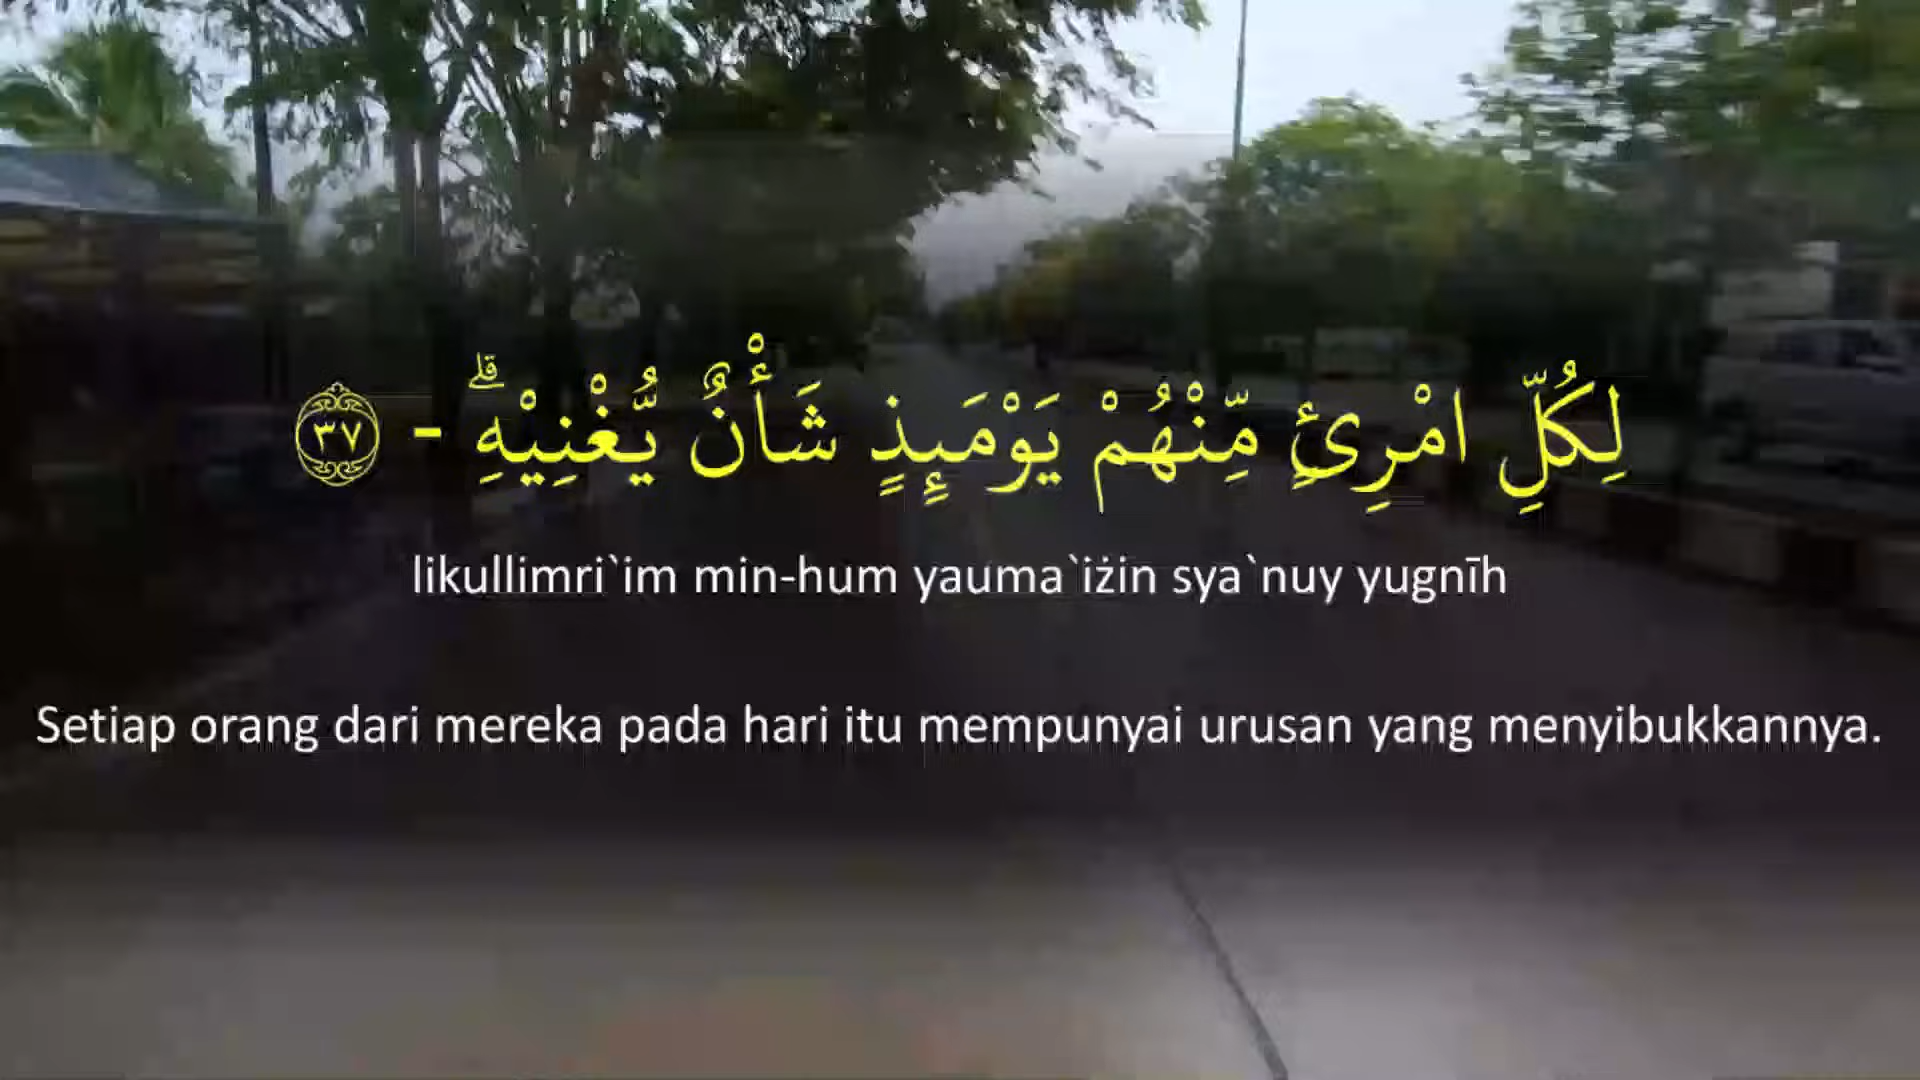 لِكُلِّ امْرِئٍ مِّنْهُمْ يَوْمَىِٕذٍ شَأْنٌ يُّغْنِيْهِۗ - ٣٧
likullimri`im min-hum yauma`iżin sya`nuy yugnīh
Setiap orang dari mereka pada hari itu mempunyai urusan yang menyibukkannya.